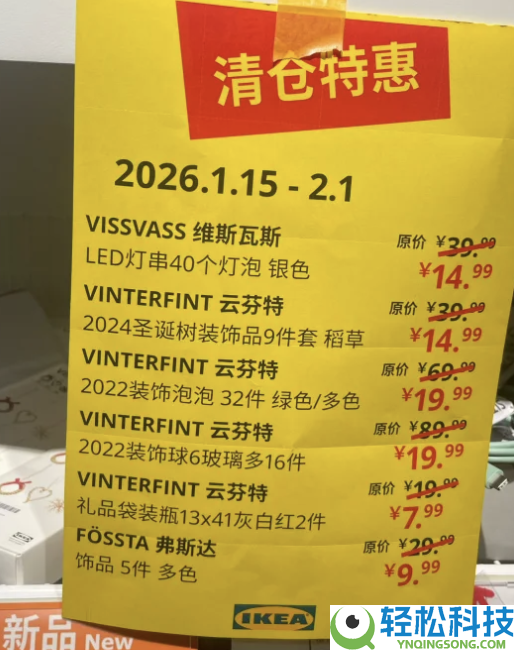 清仓特惠
2026.1.15 - 2.1
VISSVASS 维斯瓦斯
LED灯串40个灯泡 银色
原价 ¥39.99
¥14.99
VINTERFINT 云芬特
2024圣诞树装饰品9件套 稻草
原价 ¥39.99
¥14.99
VINTERFINT 云芬特
2022装饰泡泡 32件 绿色/多色
原价 ¥69.99
¥19.99
VINTERFINT 云芬特
2022装饰球6玻璃多16件
原价 ¥89.99
¥19.99
VINTERFINT 云芬特
礼品袋装瓶13x41灰白红2件
原价 ¥19.99
¥7.99
FÖSSTA 弗斯达
饰品 5件 多色
原价 ¥29.99
¥9.99
IKEA
新品 New
轻松科技
YNQINGSONG.COM